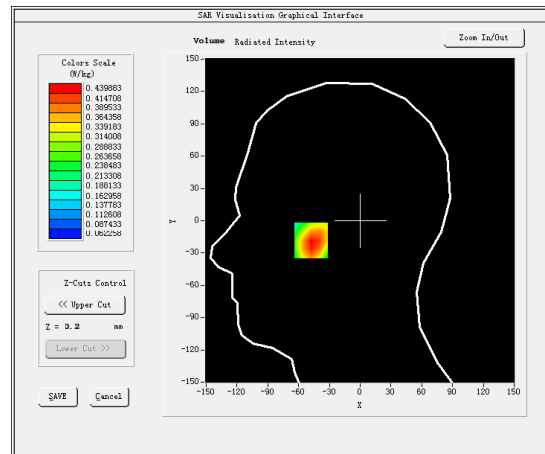 SAR Visualisation Graphical Interface
Volume Radiated Intensity
Zoom In/Out
Colors Scale
(W/kg)
0.439883
0.414708
0.389533
0.364358
0.339183
0.314008
0.288833
0.263658
0.238483
0.213308
0.188133
0.162958
0.137783
0.112608
0.087433
0.062258
Z-Cuts Control
<< Upper Cut
Z = 0.2 mm
Lower Cut >>
SAVE Cancel
150
120
90
60
30
0
-30
-60
-90
-120
-150
Y
-150 -120 -90 -60 -30 0 30 60 90 120 150
X